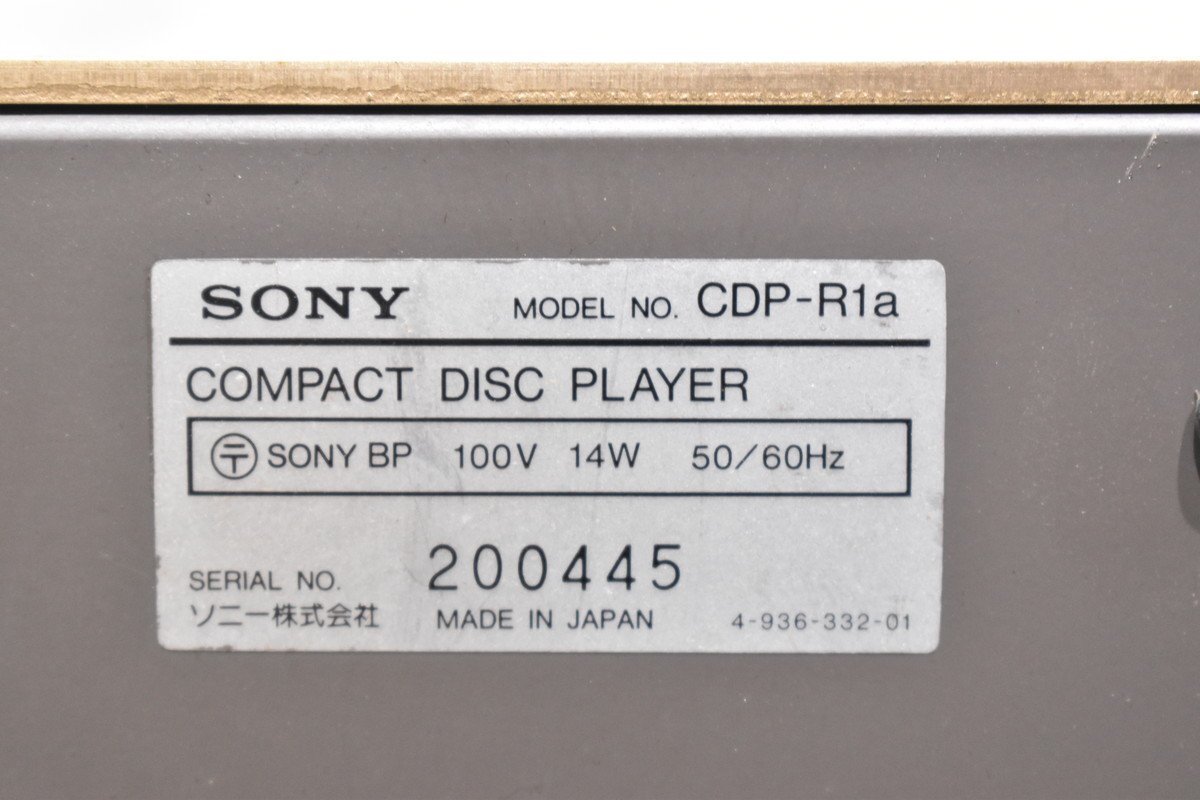 SONY MODEL NO. CDP-R1a
COMPACT DISC PLAYER
〒 SONY BP 100V 14W 50/60Hz
SERIAL NO. 200445
ソニー株式会社 MADE IN JAPAN 4-936-332-01